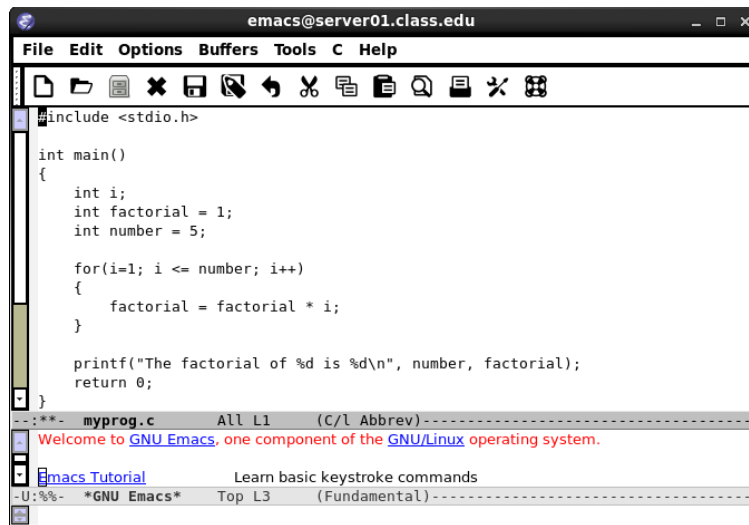 emacs@server01.class.edu
File Edit Options Buffers Tools C Help
#include <stdio.h>
int main()
{
    int i;
    int factorial = 1;
    int number = 5;
    for(i=1; i <= number; i++)
    {
        factorial = factorial * i;
    }
    printf("The factorial of %d is %d\n", number, factorial);
    return 0;
}
--:**-  myprog.c       All L1     (C/l Abbrev)-------------------------------------
Welcome to GNU Emacs, one component of the GNU/Linux operating system.
Emacs Tutorial          Learn basic keystroke commands
-U:%%-  *GNU Emacs*    Top L3     (Fundamental)------------------------------------